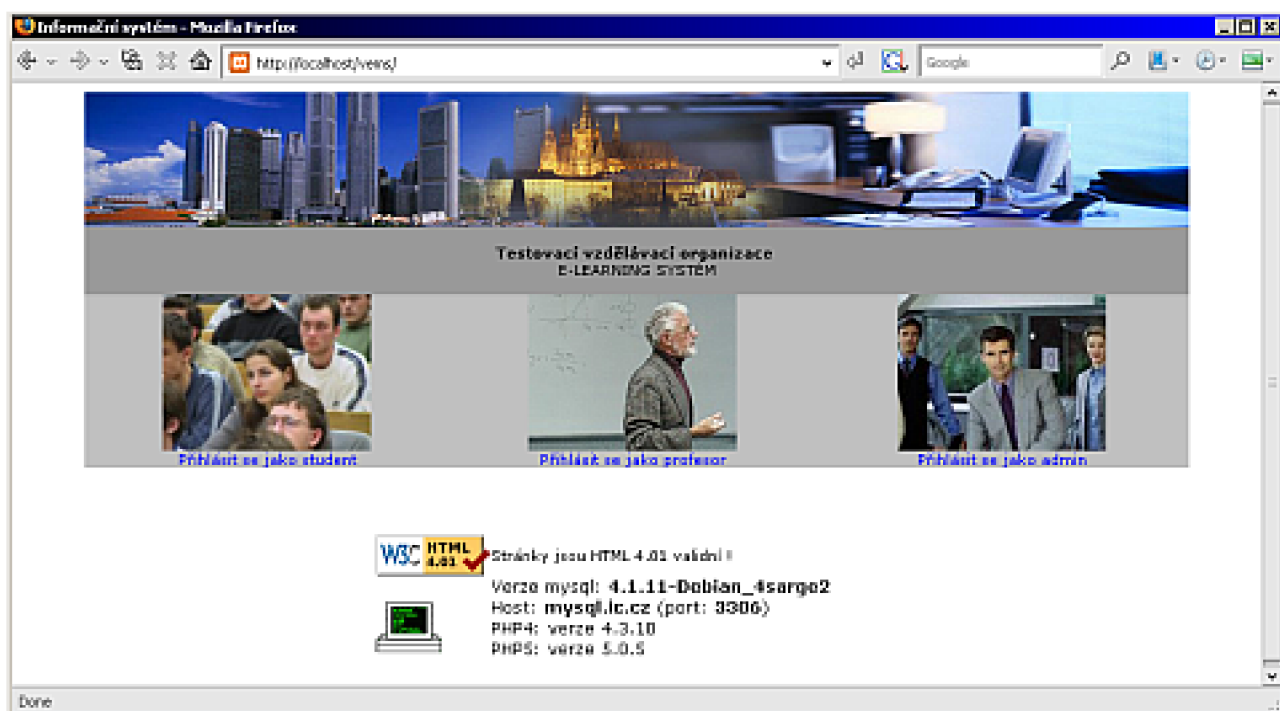 Informační systém - Mozilla Firefox
http://localhost/veins/
Google
Testovací vzdělávací organizace
E-LEARNING SYSTÉM
Přihlásit se jako student
Přihlásit se jako profesor
Přihlásit se jako admin
W3C HTML 4.01
Stránky jsou HTML 4.01 validní !
Verze mysql: 4.1.11-Debian_4sarge2
Host: mysql.ic.cz (port: 3306)
PHP4: verze 4.3.10
PHP5: verze 5.0.5
Done